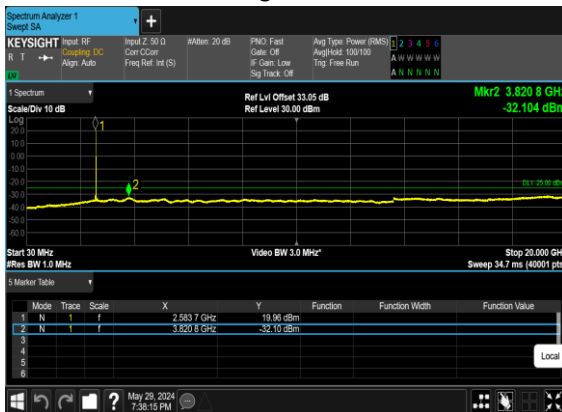 Spectrum Analyzer 1
Swept SA
KEYSIGHT
R T
Input: RF
Coupling: DC
Align: Auto
Input Z: 50 Ω
Corr CCorr
Freq Ref: Int (S)
#Atten: 20 dB
PNO: Fast
Gate: Off
IF Gain: Low
Sig Track: Off
Avg Type: Power (RMS)
Avg|Hold: 100/100
Trig: Free Run
1 2 3 4 5 6
A W W W W W
A N N N N N
1 Spectrum
Scale/Div 10 dB
Ref Lvl Offset 33.05 dB
Ref Level 30.00 dBm
Mkr2 3.820 8 GHz
-32.104 dBm
Log
20.0
10.0
0.00
-10.0
-20.0
-30.0
-40.0
-50.0
-60.0
1
2
DL1 -25.00 dBm
Start 30 MHz
#Res BW 1.0 MHz
Video BW 3.0 MHz*
Stop 20.000 GHz
Sweep 34.7 ms (40001 pts)
5 Marker Table
Mode Trace Scale X Y Function Function Width Function Value
1 N 1 f 2.583 7 GHz 19.96 dBm
2 N 1 f 3.820 8 GHz -32.10 dBm
3
4
5
6
Local
May 29, 2024
7:38:15 PM